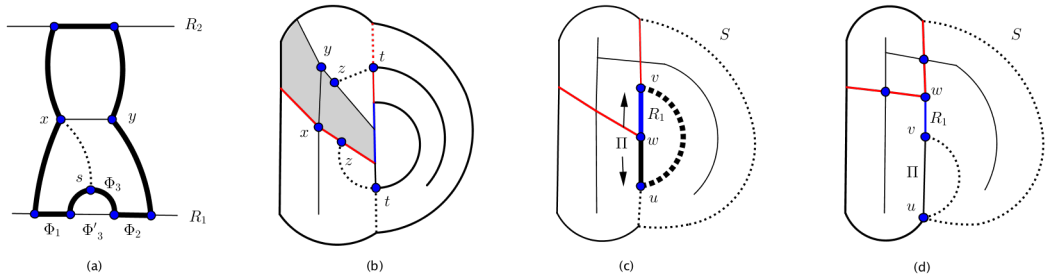 R₂
x
y
s
Φ₃
R₁
Φ₁
Φ'₃
Φ₂
(a)
y
z
t
x
z
t
(b)
S
v
R₁
Π
w
u
(c)
S
w
R₁
v
Π
u
(d)